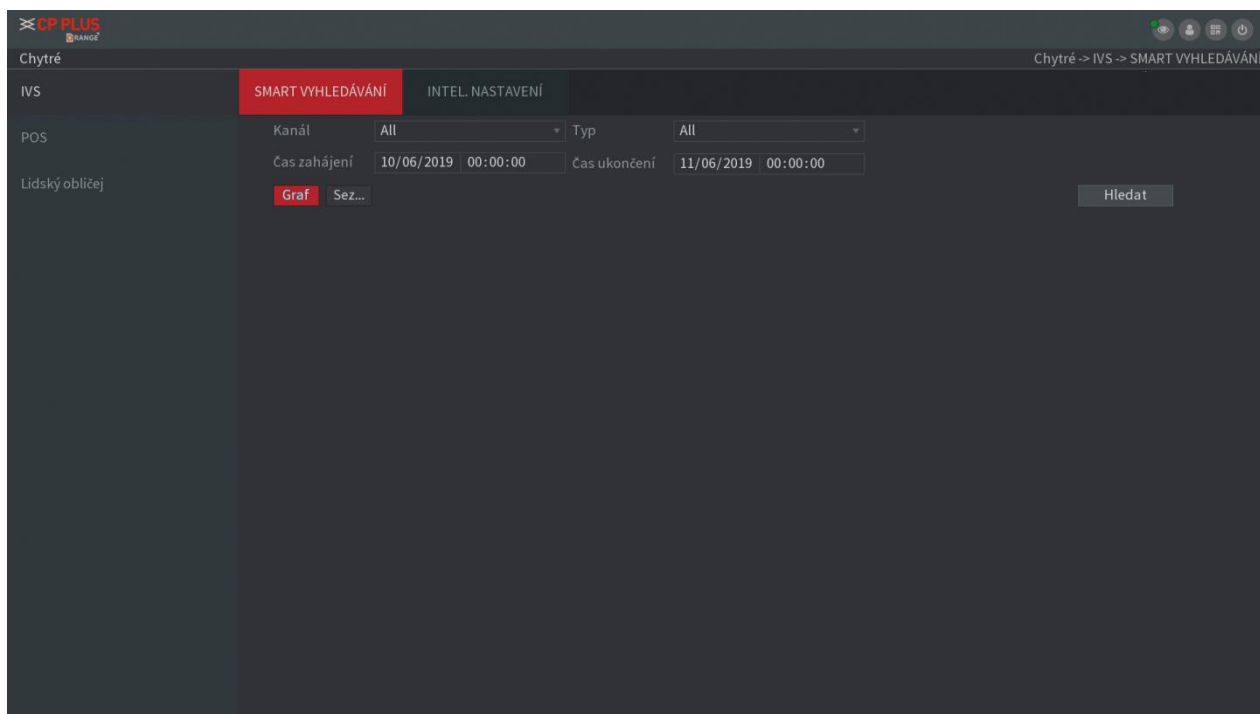 CP PLUS
ORANGE
Chytré
Chytré -> IVS -> SMART VYHLEDÁVÁNÍ
IVS
SMART VYHLEDÁVÁNÍ
INTEL. NASTAVENÍ
POS
Lidský obličej
Kanál All Typ All
Čas zahájení 10/06/2019 00:00:00 Čas ukončení 11/06/2019 00:00:00
Graf Sez... Hledat